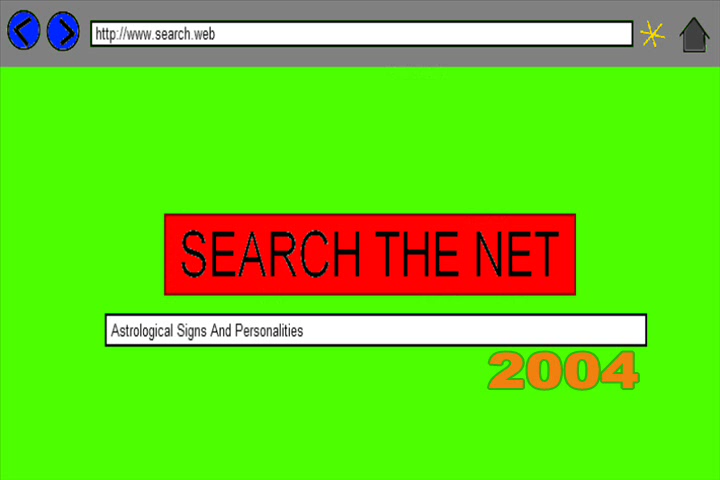 http://www.search.web
SEARCH THE NET
Astrological Signs And Personalities
2004